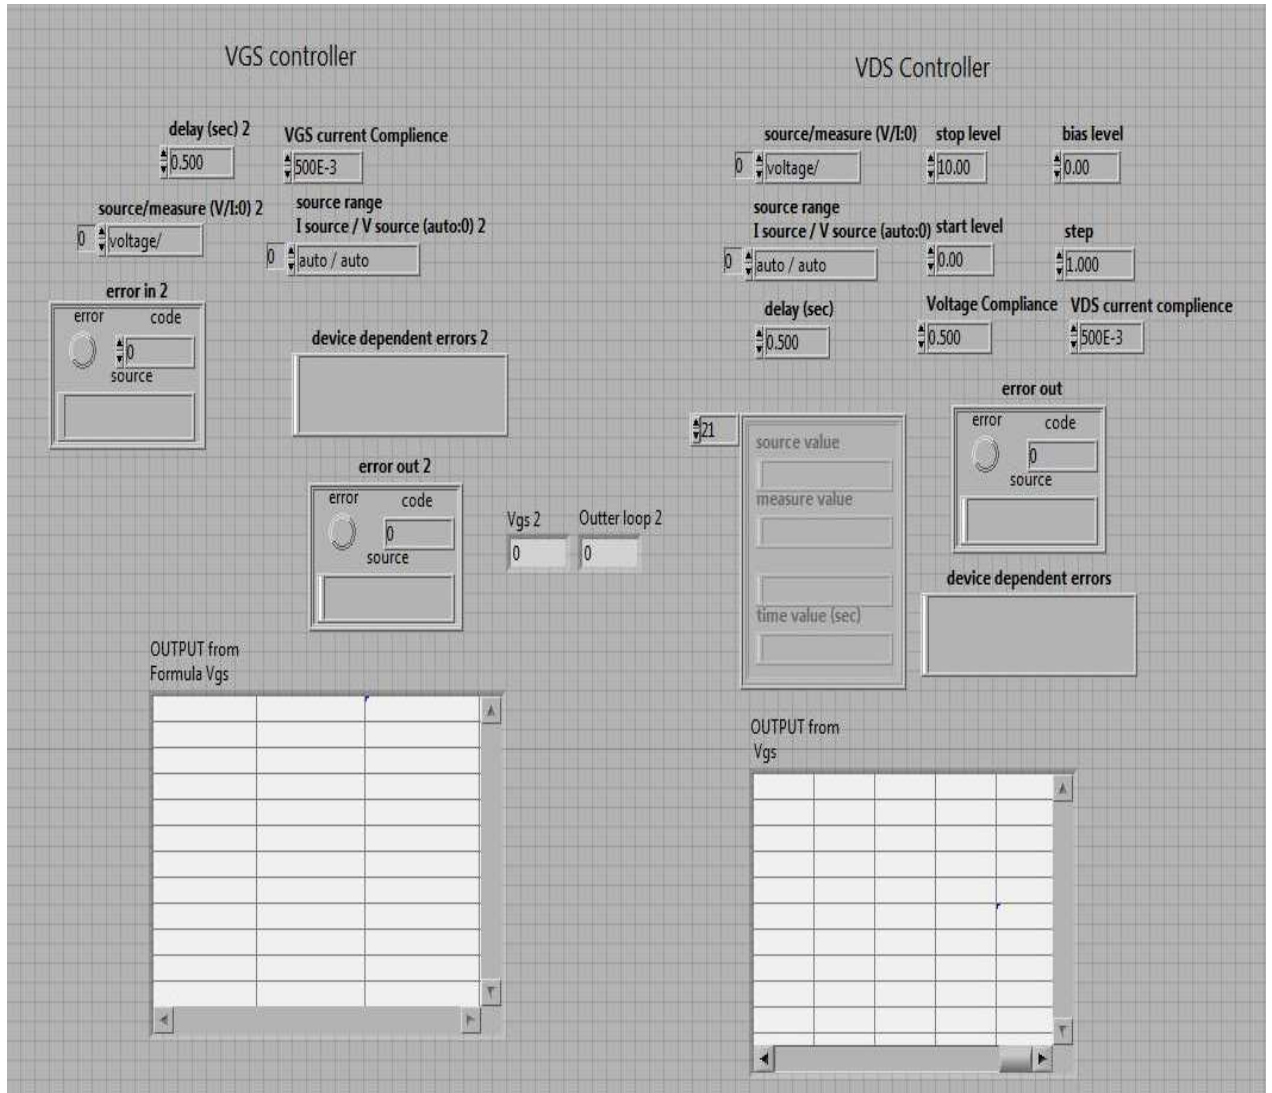 VGS controller
delay (sec) 2
0.500
VGS current Complience
500E-3
source/measure (V/I:0) 2
0
voltage/
source range
I source / V source (auto:0) 2
0
auto / auto
error in 2
error
code
0
source
device dependent errors 2
error out 2
error
code
0
source
Vgs 2
0
Outter loop 2
0
OUTPUT from
Formula Vgs
VDS Controller
source/measure (V/I:0)
0
voltage/
stop level
10.00
bias level
0.00
source range
I source / V source (auto:0)
0
auto / auto
start level
0.00
step
1.000
delay (sec)
0.500
Voltage Compliance
0.500
VDS current complience
500E-3
21
source value
measure value
time value (sec)
error out
error
code
0
source
device dependent errors
OUTPUT from
Vgs